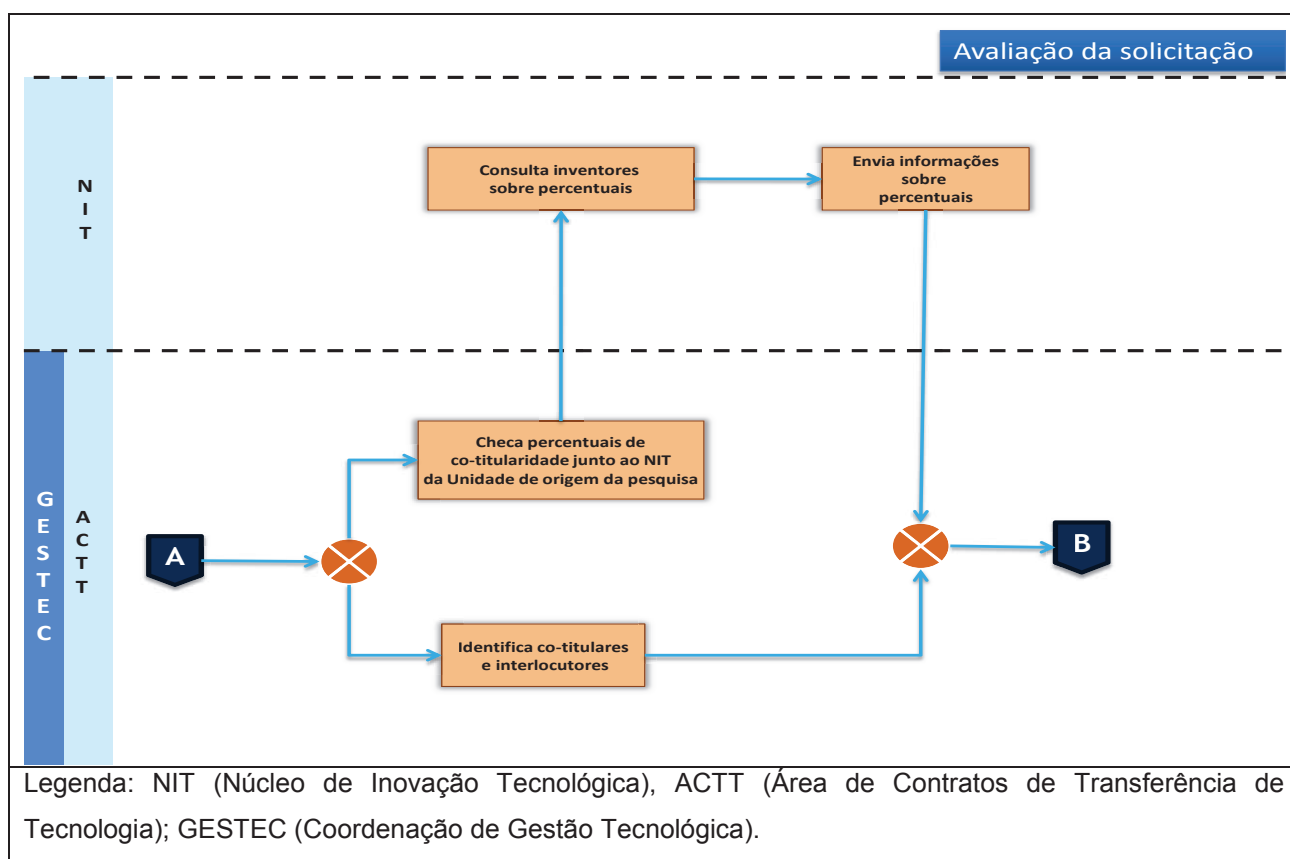 Avaliação da solicitação
N
I
T
Consulta inventores
sobre percentuais
Envia informações
sobre
percentuais
G
E
S
T
E
C
A
C
T
T
Checa percentuais de
co-titularidade junto ao NIT
da Unidade de origem da pesquisa
A
B
Identifica co-titulares
e interlocutores
Legenda: NIT (Núcleo de Inovação Tecnológica), ACTT (Área de Contratos de Transferência de
Tecnologia); GESTEC (Coordenação de Gestão Tecnológica).